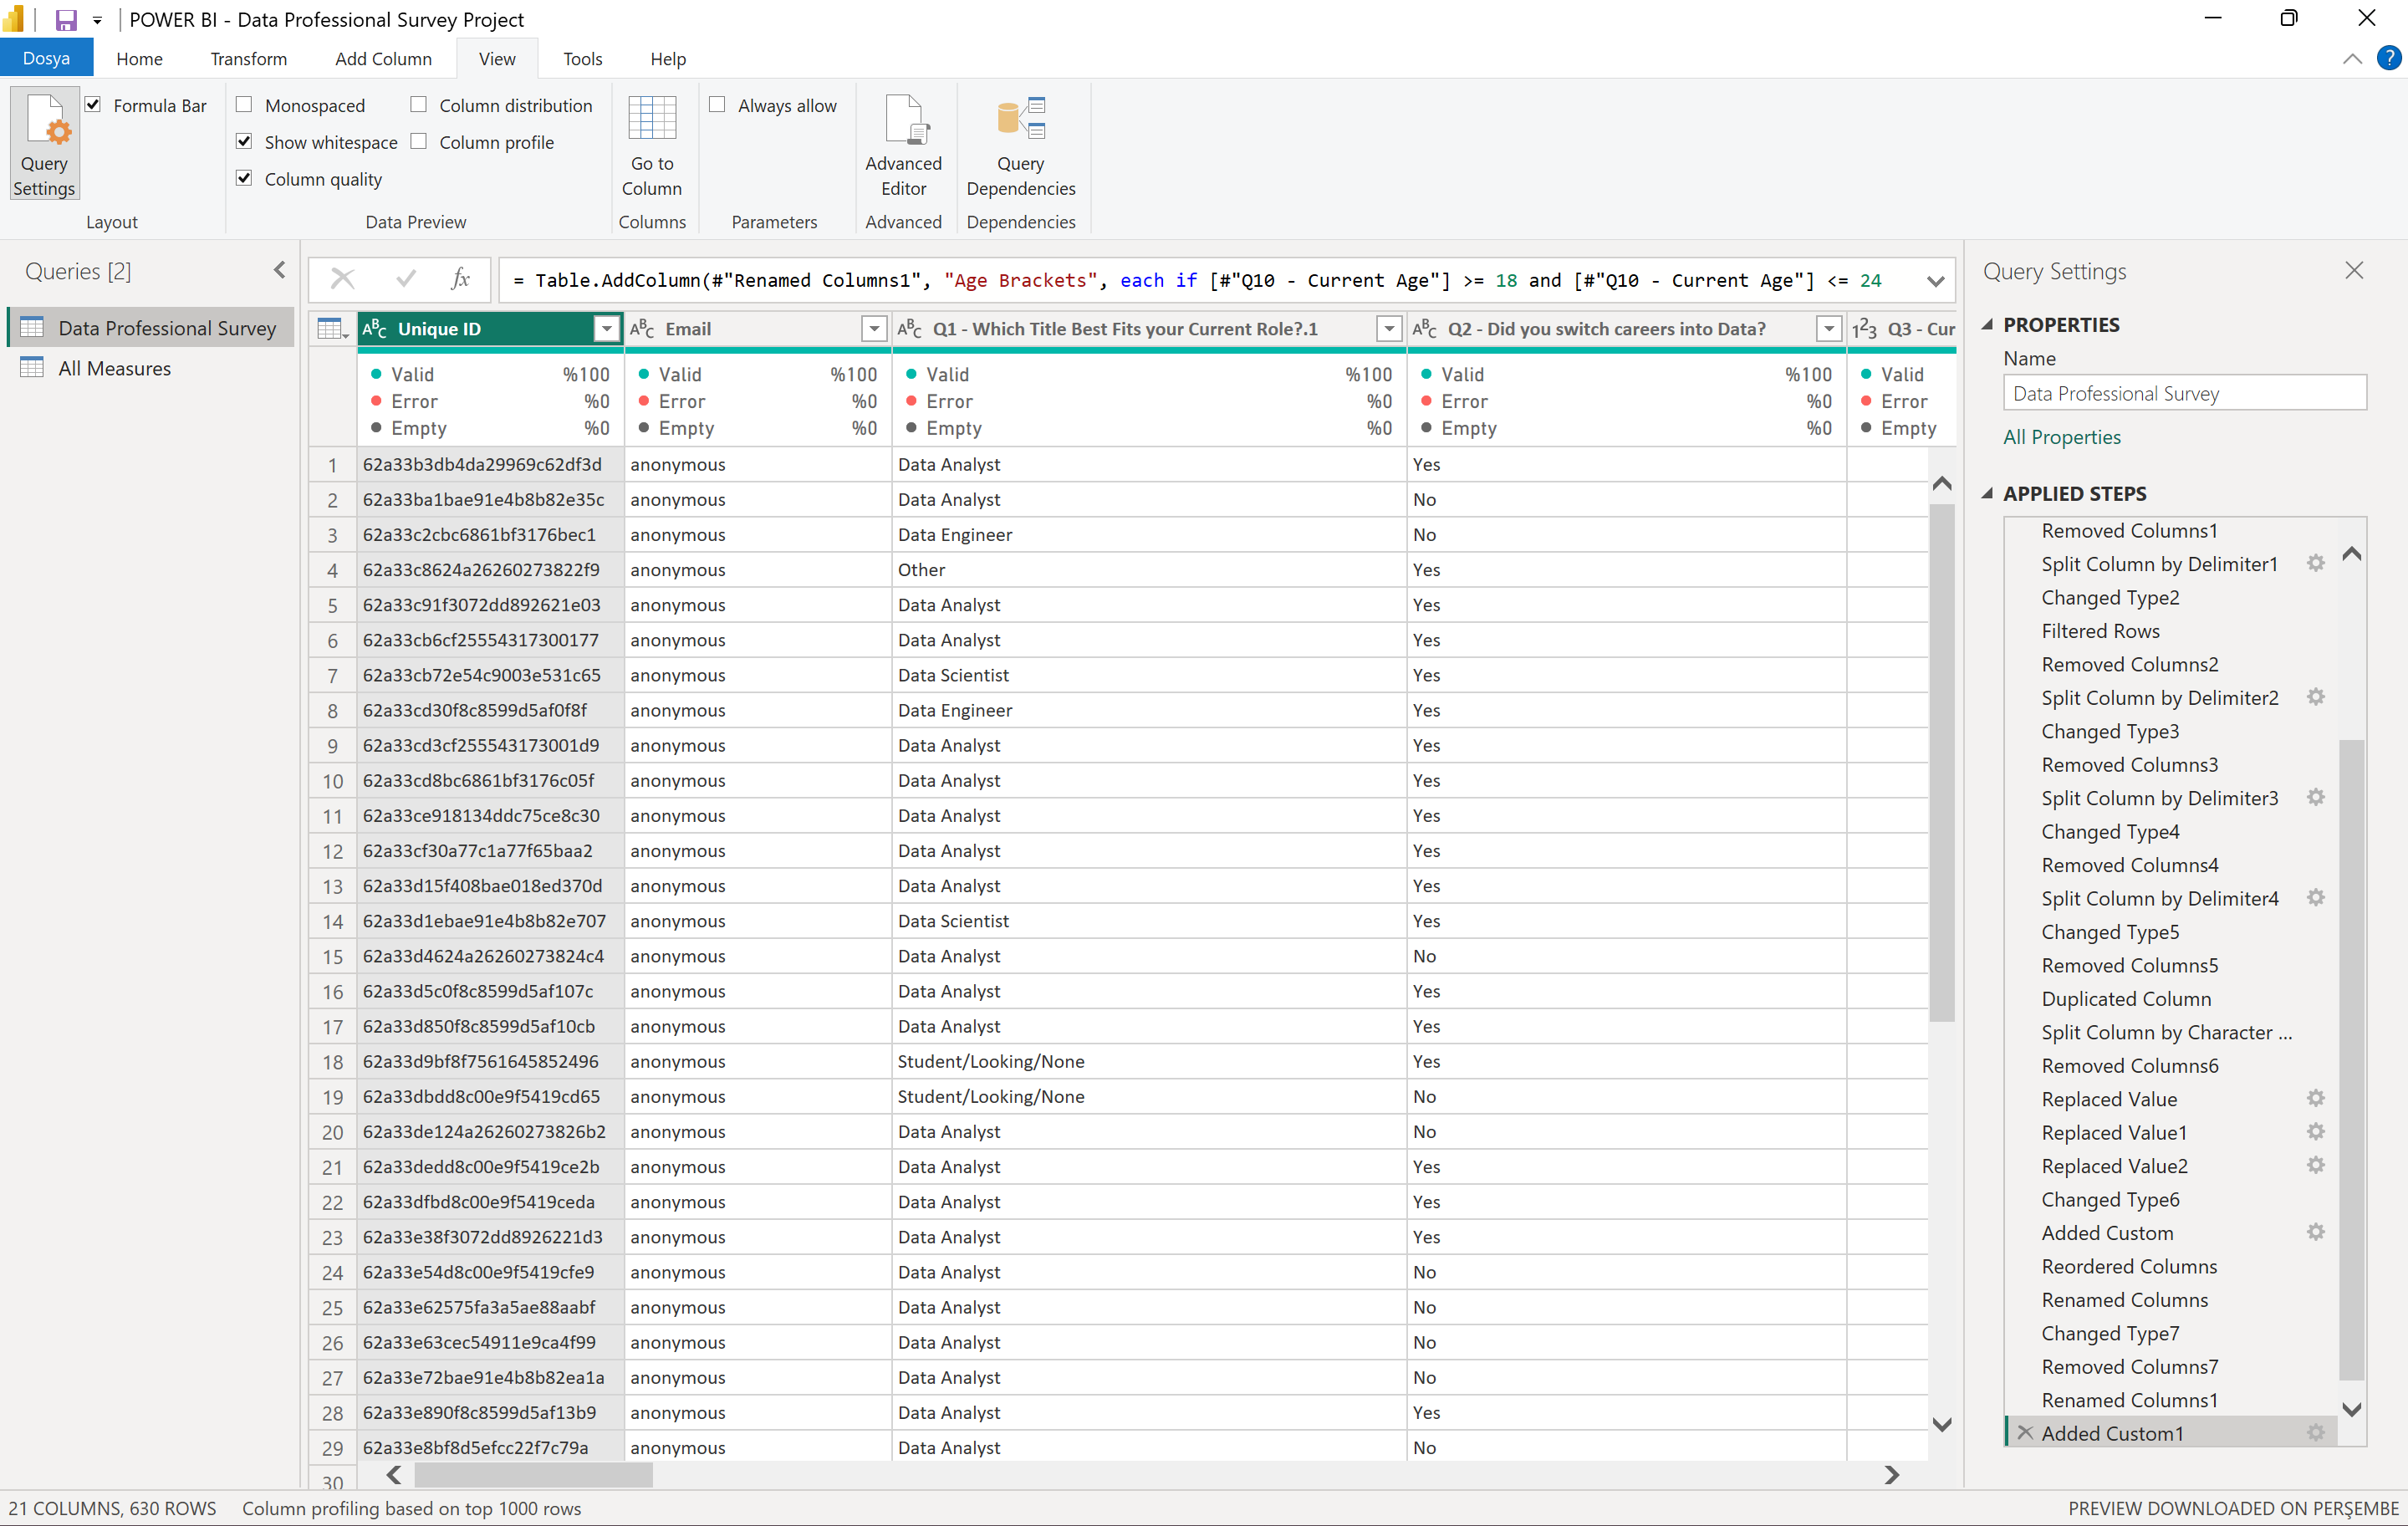 POWER BI - Data Professional Survey Project
Dosya Home Transform Add Column View Tools Help
Query Settings
Formula Bar
Layout
Monospaced
Show whitespace
Column quality
Column distribution
Column profile
Data Preview
Go to Column
Columns
Always allow
Parameters
Advanced Editor
Advanced
Query Dependencies
Dependencies
Queries [2]
Data Professional Survey
All Measures
fx
= Table.AddColumn(#"Renamed Columns1", "Age Brackets", each if [#"Q10 - Current Age"] >= 18 and [#"Q10 - Current Age"] <= 24
ABC Unique ID ABC Email ABC Q1 - Which Title Best Fits your Current Role?.1 ABC Q2 - Did you switch careers into Data? 123 Q3 - Cur
Valid %100 Valid %100 Valid %100 Valid %100 Valid
Error %0 Error %0 Error %0 Error %0 Error
Empty %0 Empty %0 Empty %0 Empty %0 Empty
1 62a33b3db4da29969c62df3d anonymous Data Analyst Yes
2 62a33ba1bae91e4b8b82e35c anonymous Data Analyst No
3 62a33c2cbc6861bf3176bec1 anonymous Data Engineer No
4 62a33c8624a26260273822f9 anonymous Other Yes
5 62a33c91f3072dd892621e03 anonymous Data Analyst Yes
6 62a33cb6cf25554317300177 anonymous Data Analyst Yes
7 62a33cb72e54c9003e531c65 anonymous Data Scientist Yes
8 62a33cd30f8c8599d5af0f8f anonymous Data Engineer Yes
9 62a33cd3cf255543173001d9 anonymous Data Analyst Yes
10 62a33cd8bc6861bf3176c05f anonymous Data Analyst Yes
11 62a33ce918134ddc75ce8c30 anonymous Data Analyst Yes
12 62a33cf30a77c1a77f65baa2 anonymous Data Analyst Yes
13 62a33d15f408bae018ed370d anonymous Data Analyst Yes
14 62a33d1ebae91e4b8b82e707 anonymous Data Scientist Yes
15 62a33d4624a26260273824c4 anonymous Data Analyst No
16 62a33d5c0f8c8599d5af107c anonymous Data Analyst Yes
17 62a33d850f8c8599d5af10cb anonymous Data Analyst Yes
18 62a33d9bf8f7561645852496 anonymous Student/Looking/None Yes
19 62a33dbdd8c00e9f5419cd65 anonymous Student/Looking/None No
20 62a33de124a26260273826b2 anonymous Data Analyst No
21 62a33dedd8c00e9f5419ce2b anonymous Data Analyst Yes
22 62a33dfbd8c00e9f5419ceda anonymous Data Analyst Yes
23 62a33e38f3072dd8926221d3 anonymous Data Analyst Yes
24 62a33e54d8c00e9f5419cfe9 anonymous Data Analyst No
25 62a33e62575fa3a5ae88aabf anonymous Data Analyst No
26 62a33e63cec54911e9ca4f99 anonymous Data Analyst No
27 62a33e72bae91e4b8b82ea1a anonymous Data Analyst No
28 62a33e890f8c8599d5af13b9 anonymous Data Analyst Yes
29 62a33e8bf8d5efcc22f7c79a anonymous Data Analyst No
30
Query Settings
PROPERTIES
Name
Data Professional Survey
All Properties
APPLIED STEPS
Removed Columns1
Split Column by Delimiter1
Changed Type2
Filtered Rows
Removed Columns2
Split Column by Delimiter2
Changed Type3
Removed Columns3
Split Column by Delimiter3
Changed Type4
Removed Columns4
Split Column by Delimiter4
Changed Type5
Removed Columns5
Duplicated Column
Split Column by Character ...
Removed Columns6
Replaced Value
Replaced Value1
Replaced Value2
Changed Type6
Added Custom
Reordered Columns
Renamed Columns
Changed Type7
Removed Columns7
Renamed Columns1
Added Custom1
21 COLUMNS, 630 ROWS Column profiling based on top 1000 rows PREVIEW DOWNLOADED ON PERŞEMBE